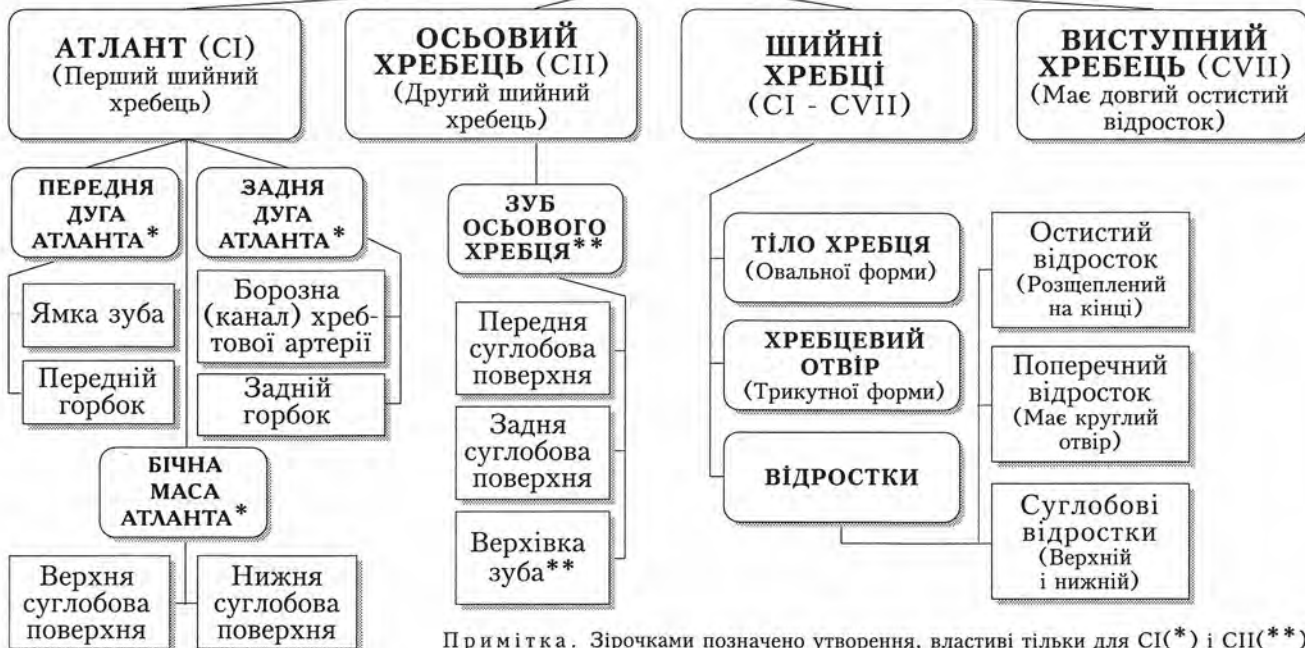 АТЛАНТ (CI)
(Перший шийний
хребець)
ОСЬОВИЙ
ХРЕБЕЦЬ (CII)
(Другий шийний
хребець)
ШИЙНІ
ХРЕБЦІ
(CI - CVII)
ВИСТУПНИЙ
ХРЕБЕЦЬ (CVII)
(Має довгий остистий
відросток)
ПЕРЕДНЯ
ДУГА
АТЛАНТА*
ЗАДНЯ
ДУГА
АТЛАНТА*
Ямка зуба
Передній
горбок
Борозна
(канал) хреб-
тової артерії
Задній
горбок
БІЧНА
МАСА
АТЛАНТА*
Верхня
суглобова
поверхня
Нижня
суглобова
поверхня
ЗУБ
ОСЬОВОГО
ХРЕБЦЯ**
Передня
суглобова
поверхня
Задня
суглобова
поверхня
Верхівка
зуба**
ТІЛО ХРЕБЦЯ
(Овальної форми)
ХРЕБЦЕВИЙ
ОТВІР
(Трикутної форми)
ВІДРОСТКИ
Остистий
відросток
(Розщеплений
на кінці)
Поперечний
відросток
(Має круглий
отвір)
Суглобові
відростки
(Верхній
і нижній)
Примітка. Зірочками позначено утворення, властиві тільки для CI(*) і CII(**)